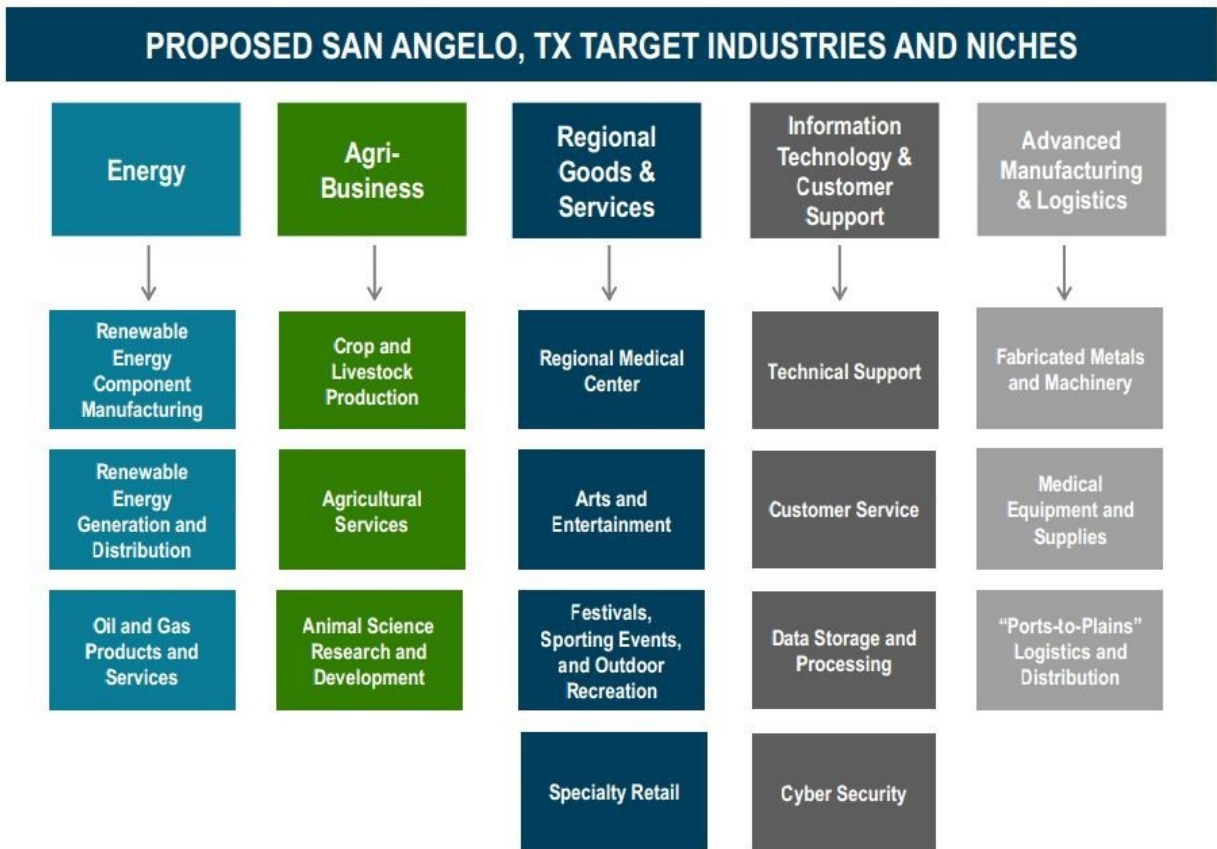 PROPOSED SAN ANGELO, TX TARGET INDUSTRIES AND NICHES
Energy
Agri-
Business
Regional
Goods &
Services
Information
Technology &
Customer
Support
Advanced
Manufacturing
& Logistics
Renewable
Energy
Component
Manufacturing
Crop and
Livestock
Production
Regional Medical
Center
Technical Support
Fabricated Metals
and Machinery
Renewable
Energy
Generation and
Distribution
Agricultural
Services
Arts and
Entertainment
Customer Service
Medical
Equipment and
Supplies
Oil and Gas
Products and
Services
Animal Science
Research and
Development
Festivals,
Sporting Events,
and Outdoor
Recreation
Data Storage and
Processing
“Ports-to-Plains”
Logistics and
Distribution
Specialty Retail
Cyber Security